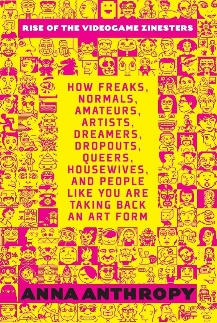 RISE OF THE VIDEOGAME ZINESTERS
HOW FREAKS,
NORMALS,
AMATEURS,
ARTISTS
DREAMERS,
DROPOUTS,
QUEERS,
HOUSEWIVES,
AND PEOPLE
LIKE YOU ARE
TAKING BACK
AN ART FORM
ANNA ANTHROPY